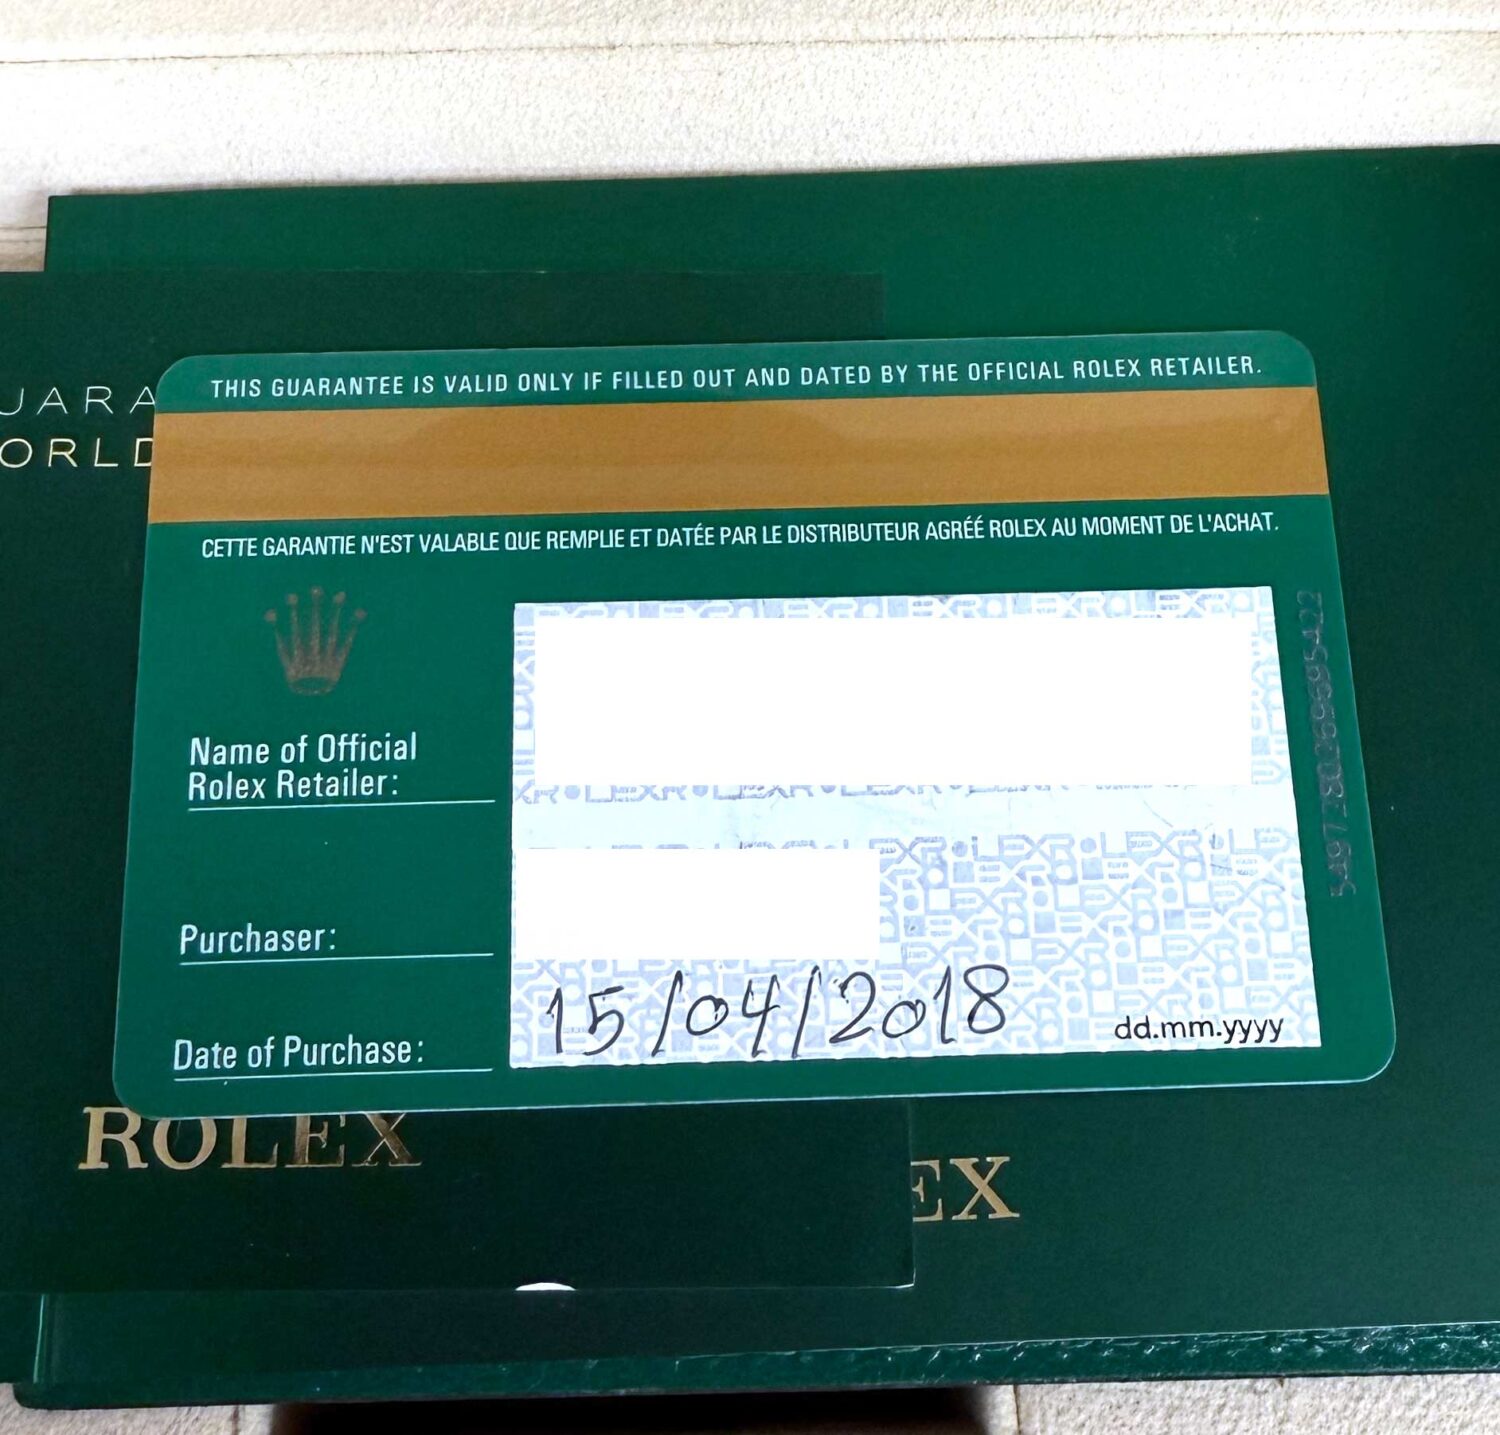 THIS GUARANTEE IS VALID ONLY IF FILLED OUT AND DATED BY THE OFFICIAL ROLEX RETAILER.
UARA
ORLD
CETTE GARANTIE N'EST VALABLE QUE REMPLIE ET DATÉE PAR LE DISTRIBUTEUR AGRÉÉ ROLEX AU MOMENT DE L'ACHAT.
Name of Official
Rolex Retailer:
Purchaser:
Date of Purchase:
15/04/2018
dd.mm.yyyy
ROLEX
EX